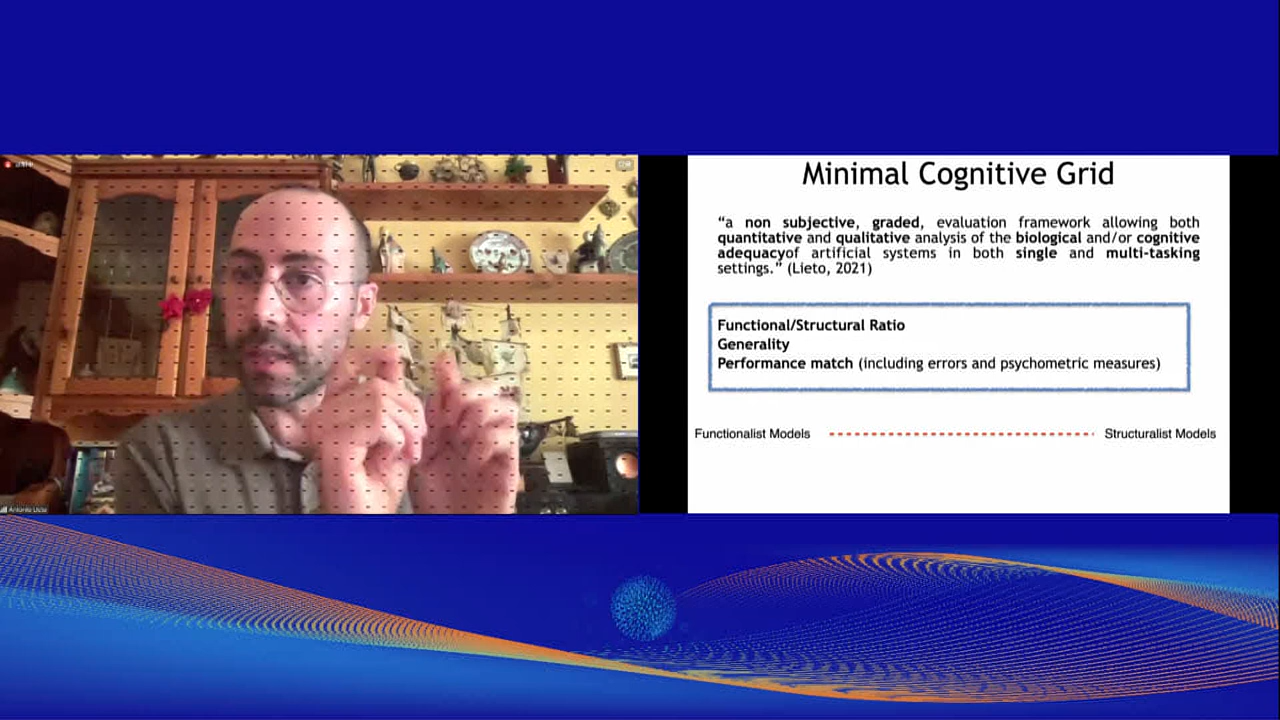 Minimal Cognitive Grid
“a non subjective, graded, evaluation framework allowing both
quantitative and qualitative analysis of the biological and/or cognitive
adequacyof artificial systems in both single and multi-tasking
settings.” (Lieto, 2021)
Functional/Structural Ratio
Generality
Performance match (including errors and psychometric measures)
Functionalist Models
Structuralist Models
Antonio Lieto